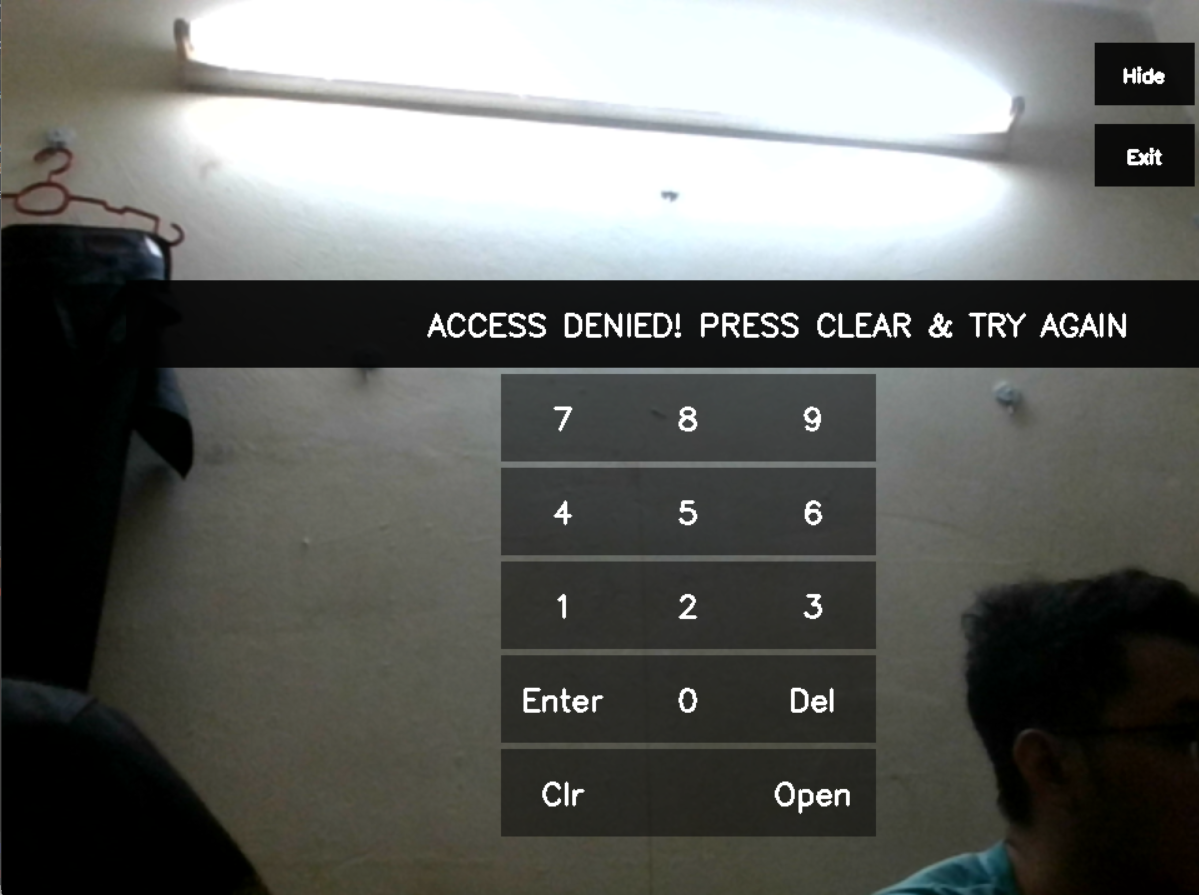 Hide
Exit
ACCESS DENIED! PRESS CLEAR & TRY AGAIN
7 8 9
4 5 6
1 2 3
Enter 0 Del
Clr Open